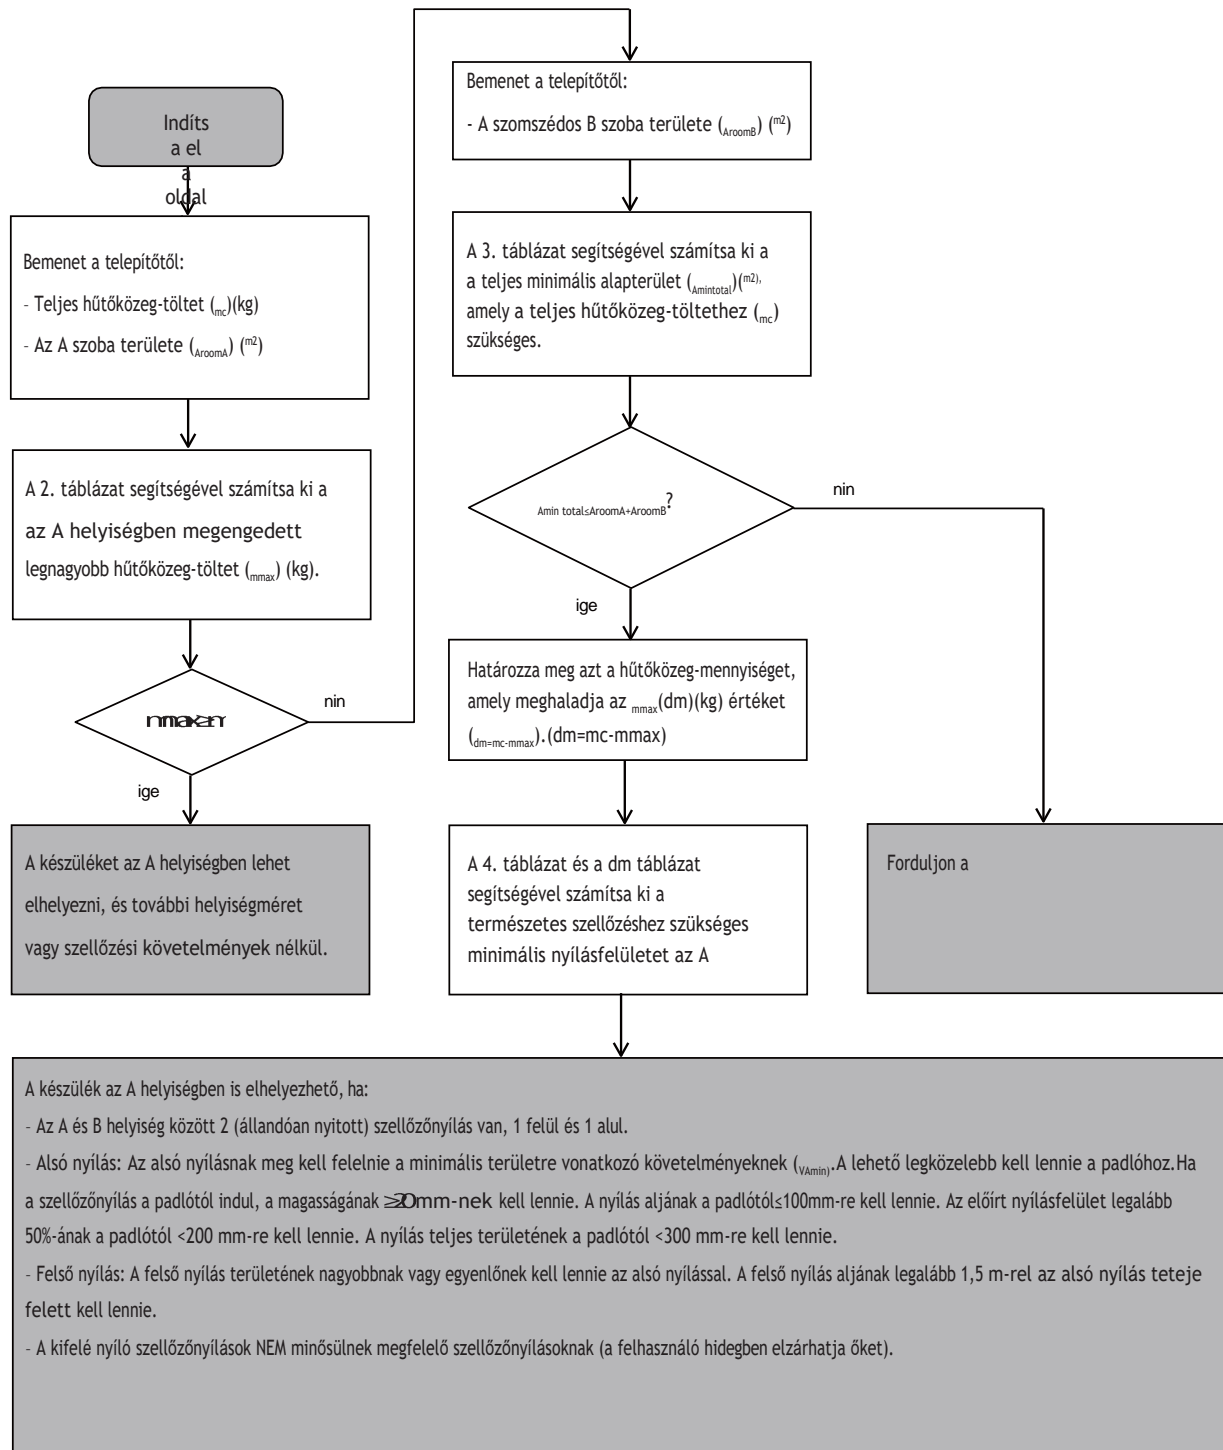 Indíts
a el
a
oldal
Bemenet a telepítőtől:
- Teljes hűtőközeg-töltet (mc)(kg)
- Az A szoba területe (AroomA) (m2)
A 2. táblázat segítségével számítsa ki a
az A helyiségben megengedett
legnagyobb hűtőközeg-töltet (mmax) (kg).
nin
ige
A készüléket az A helyiségben lehet
elhelyezni, és további helyiségméret
vagy szellőzési követelmények nélkül.
Bemenet a telepítőtől:
- A szomszédos B szoba területe (AroomB) (m2)
A 3. táblázat segítségével számítsa ki a
a teljes minimális alapterület (Amintotal)(m2),
amely a teljes hűtőközeg-töltethez (mc)
szükséges.
Amin total≤AroomA+AroomB?
nin
ige
Határozza meg azt a hűtőközeg-mennyiséget,
amely meghaladja az mmax(dm)(kg) értéket
(dm=mc-mmax).(dm=mc-mmax)
A 4. táblázat és a dm táblázat
segítségével számítsa ki a
természetes szellőzéshez szükséges
minimális nyílásfelületet az A
Forduljon a
A készülék az A helyiségben is elhelyezhető, ha:
- Az A és B helyiség között 2 (állandóan nyitott) szellőzőnyílás van, 1 felül és 1 alul.
- Alsó nyílás: Az alsó nyílásnak meg kell felelnie a minimális területre vonatkozó követelményeknek (VAmin).A lehető legközelebb kell lennie a padlóhoz.Ha
a szellőzőnyílás a padlótól indul, a magasságának ≥20mm-nek kell lennie. A nyílás aljának a padlótól≤100mm-re kell lennie. Az előírt nyílásfelület legalább
50%-ának a padlótól <200 mm-re kell lennie. A nyílás teljes területének a padlótól <300 mm-re kell lennie.
- Felső nyílás: A felső nyílás területének nagyobbnak vagy egyenlőnek kell lennie az alsó nyílással. A felső nyílás aljának legalább 1,5 m-rel az alsó nyílás teteje
felett kell lennie.
- A kifelé nyíló szellőzőnyílások NEM minősülnek megfelelő szellőzőnyílásoknak (a felhasználó hidegben elzárhatja őket).